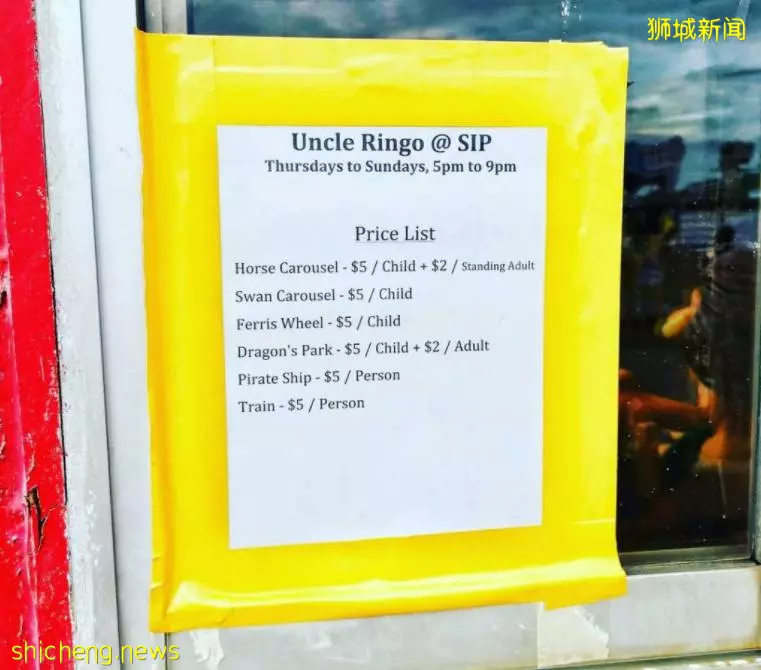 狮城新闻
Uncle Ringo @ SIP
Thursdays to Sundays, 5pm to 9pm
Price List
Horse Carousel - $5 / Child + $2 / Standing Adult
Swan Carousel - $5 / Child
Ferris Wheel - $5 / Child
Dragon's Park - $5 / Child + $2 / Adult
Pirate Ship - $5 / Person
Train - $5 / Person
shicheng.news